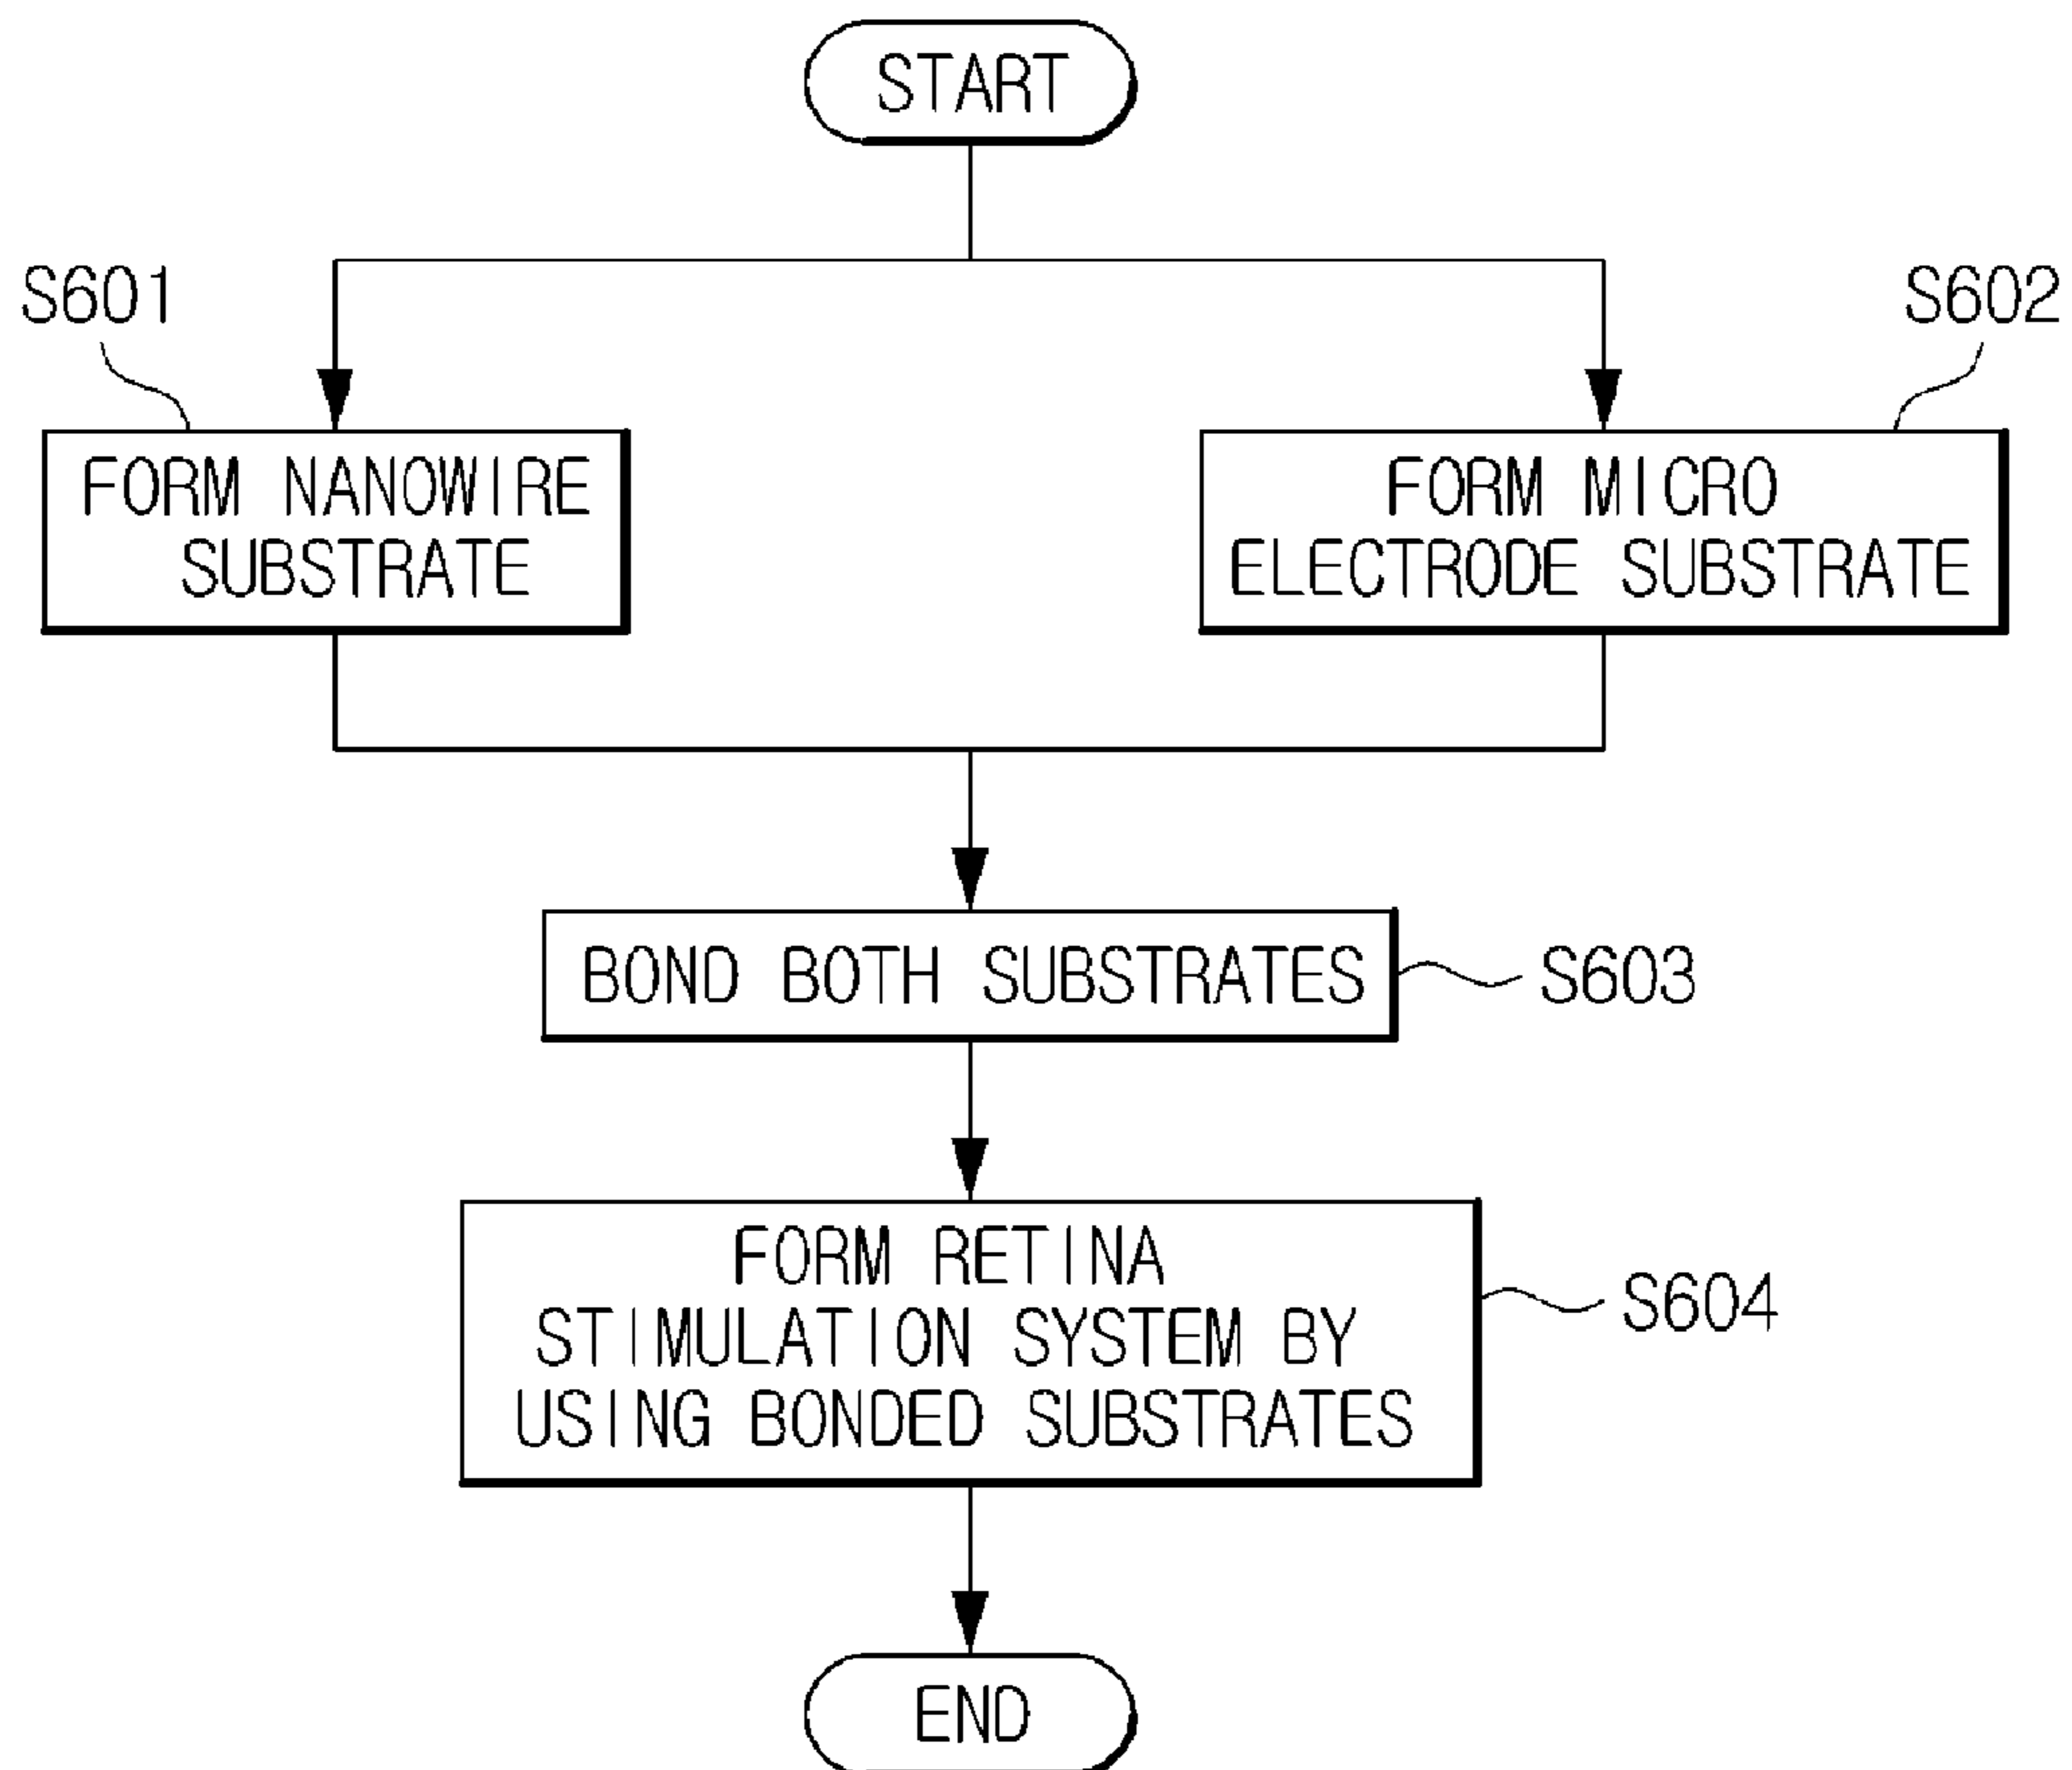 START
S601
S602
FORM NANOWIRE
SUBSTRATE
FORM MICRO
ELECTRODE SUBSTRATE
BOND BOTH SUBSTRATES
S603
FORM RETINA
STIMULATION SYSTEM BY
USING BONDED SUBSTRATES
S604
END